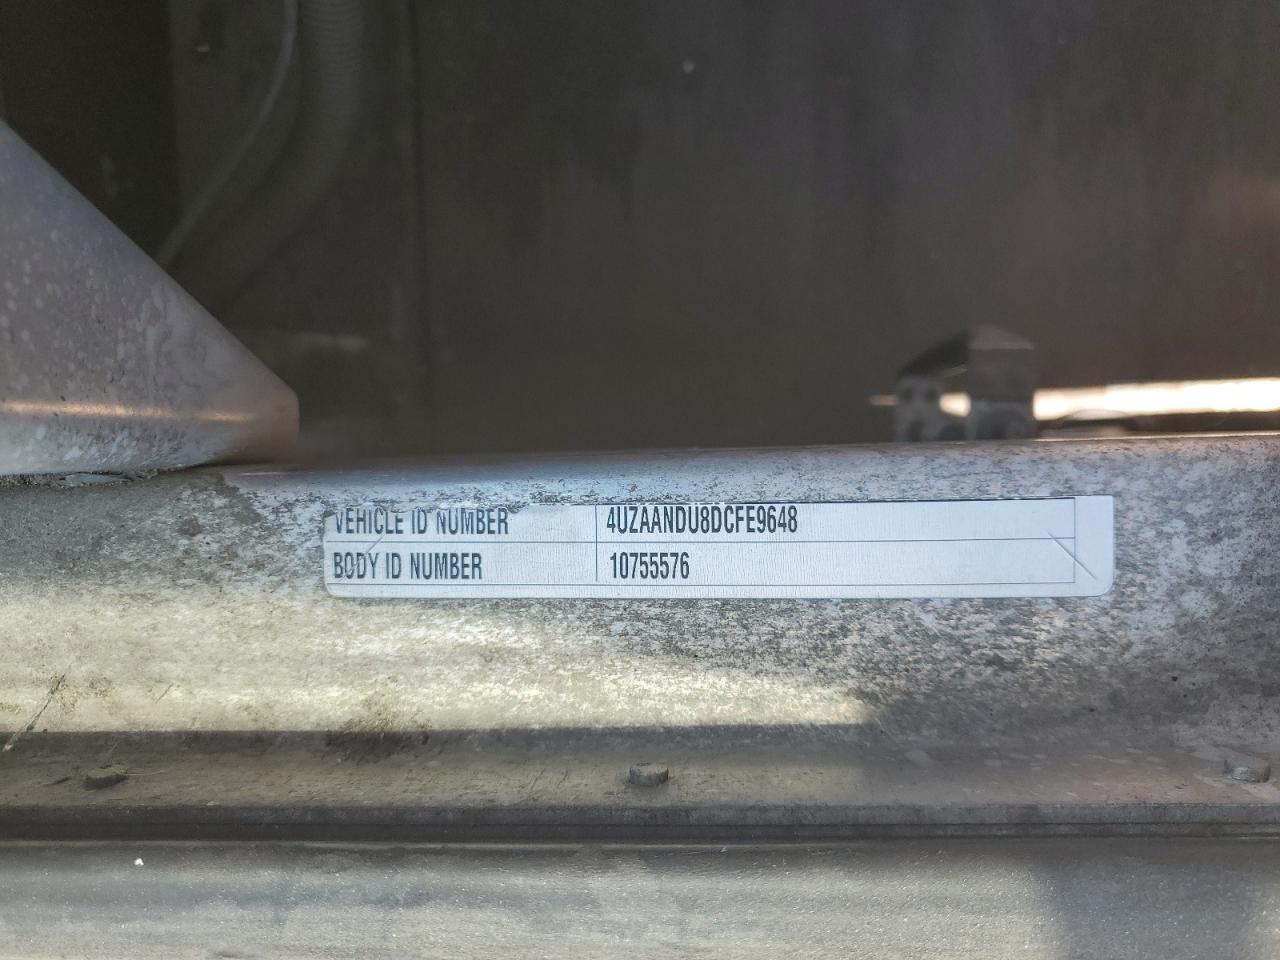 VEHICLE ID NUMBER 4UZAANDU8DCFE9648
BODY ID NUMBER 10755576